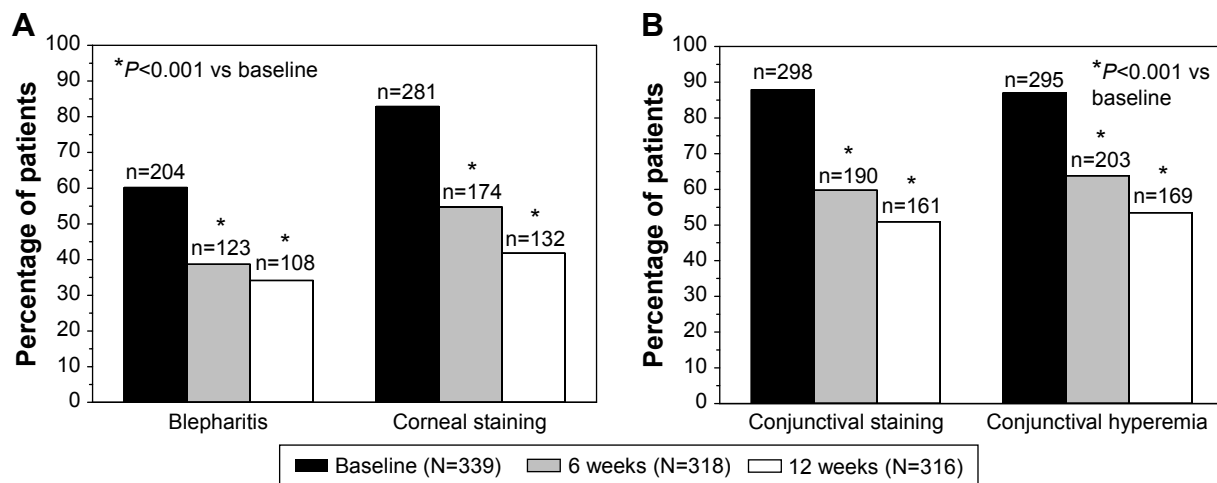 A
Percentage of patients
100
90
80
70
60
50
40
30
20
10
0
*P<0.001 vs baseline
n=204
*
n=123
*
n=108
n=281
*
n=174
*
n=132
Blepharitis
Corneal staining
B
Percentage of patients
100
90
80
70
60
50
40
30
20
10
0
*P<0.001 vs
baseline
n=298
*
n=190
*
n=161
n=295
*
n=203
*
n=169
Conjunctival staining
Conjunctival hyperemia
Baseline (N=339) 6 weeks (N=318) 12 weeks (N=316)